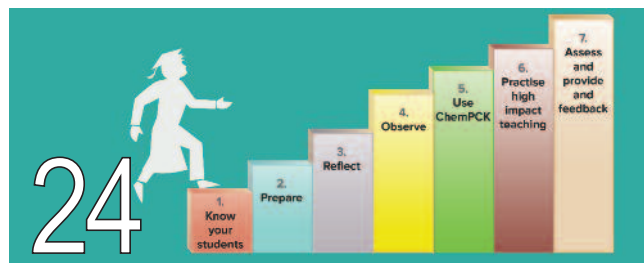 24
1.
Know
your
students
2.
Prepare
3.
Reflect
4.
Observe
5.
Use
ChemPCK
6.
Practise
high
impact
teaching
7.
Assess
and
provide
and
feedback